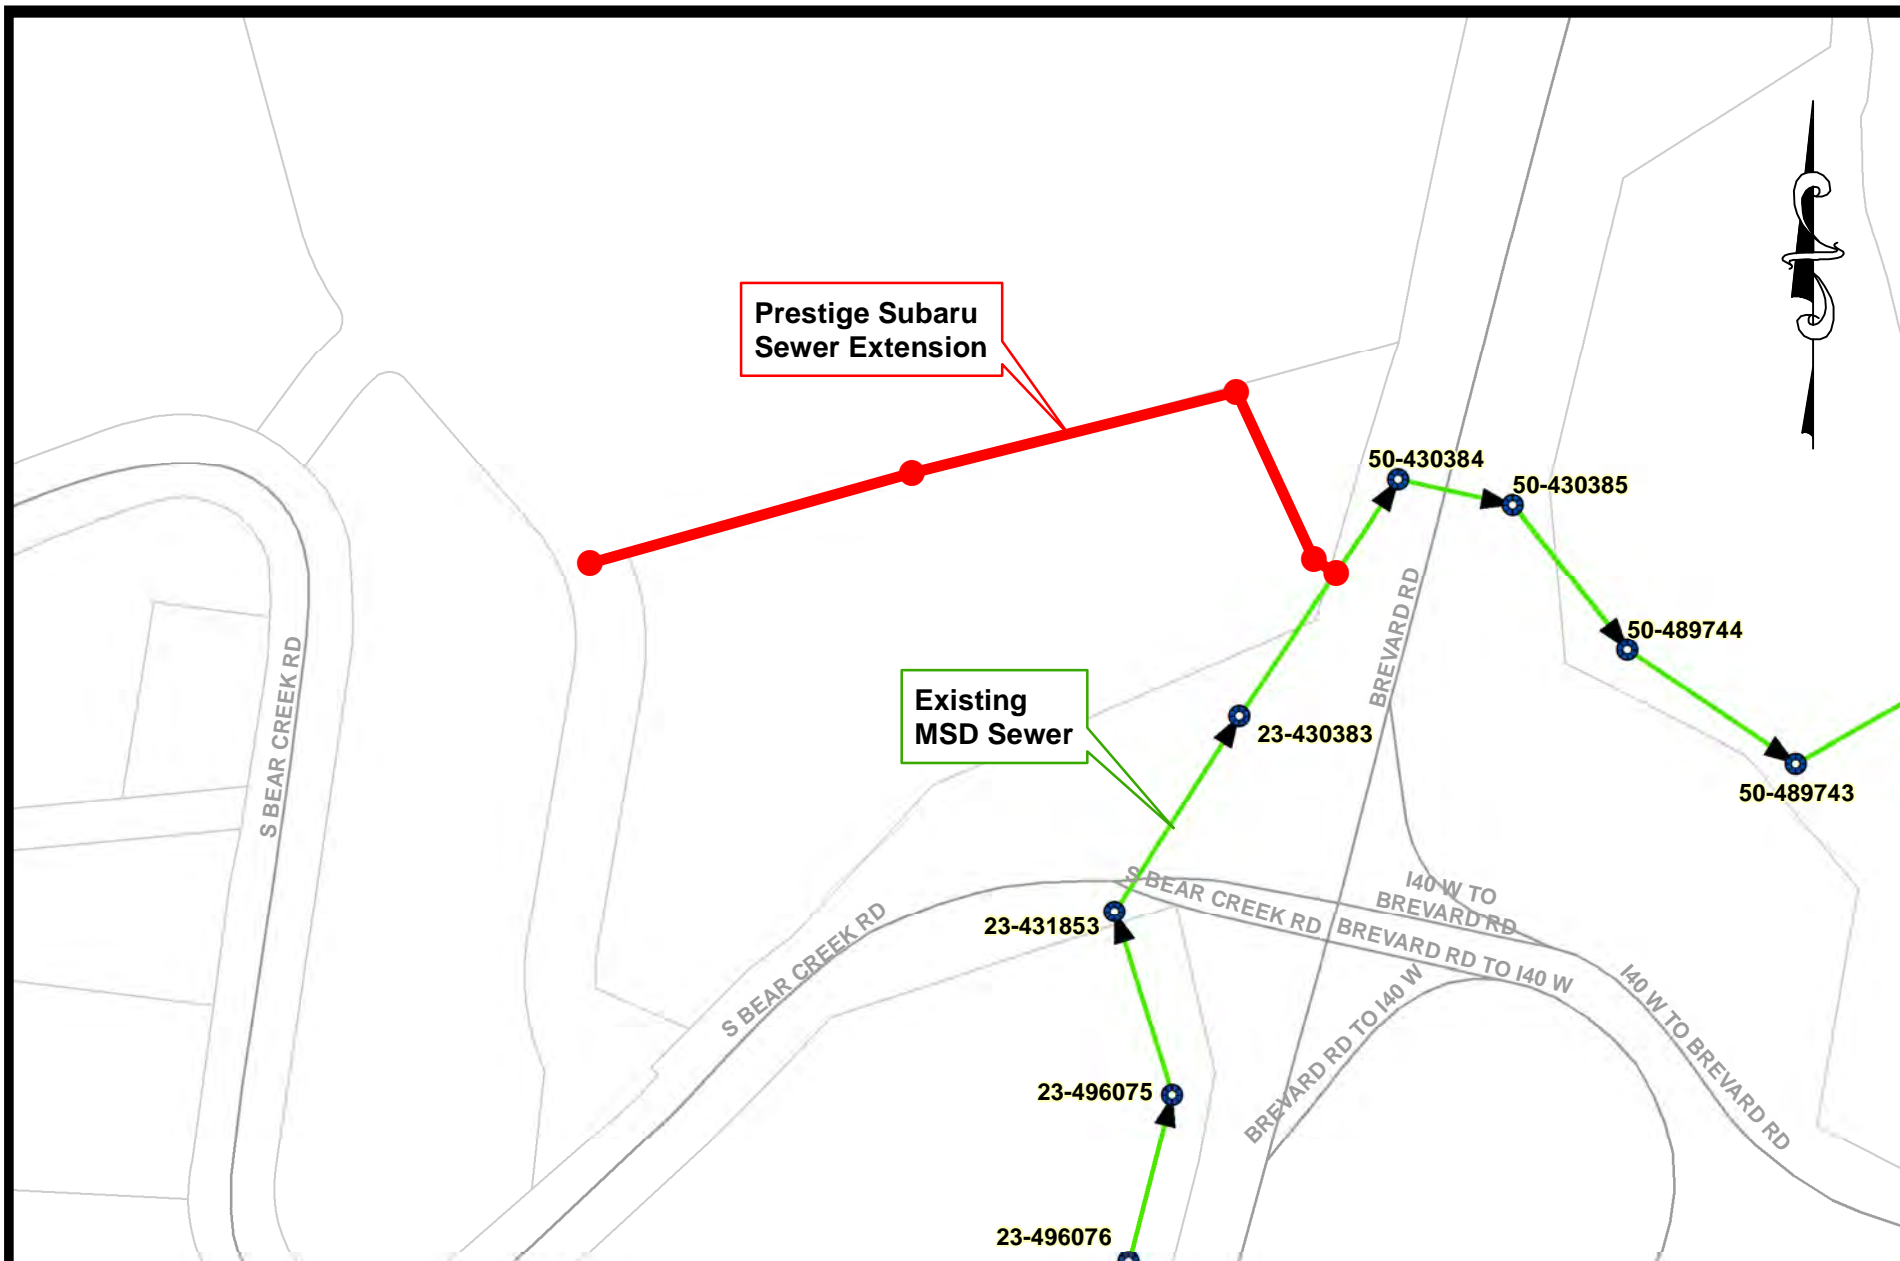 Prestige Subaru
Sewer Extension
50-430384
50-430385
BREVARD RD
50-489744
S BEAR CREEK RD
Existing
MSD Sewer
23-430383
50-489743
I40 W TO
BREVARD RD
S BEAR CREEK RD
BREVARD RD TO I40 W
23-431853
S BEAR CREEK RD
BREVARD RD TO I40 W
I40 W TO BREVARD RD
23-496075
23-496076